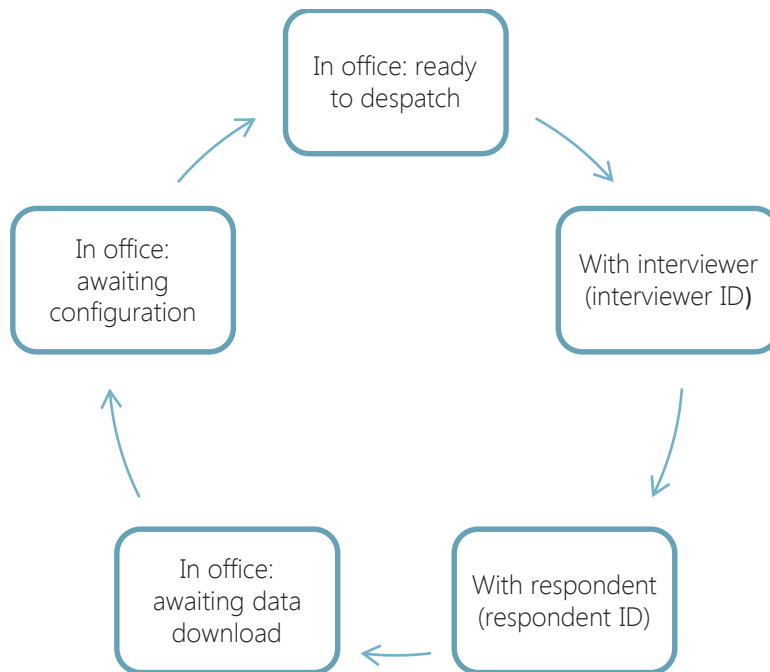 In office: ready
to despatch
With interviewer
(interviewer ID)
With respondent
(respondent ID)
In office:
awaiting data
download
In office:
awaiting
configuration